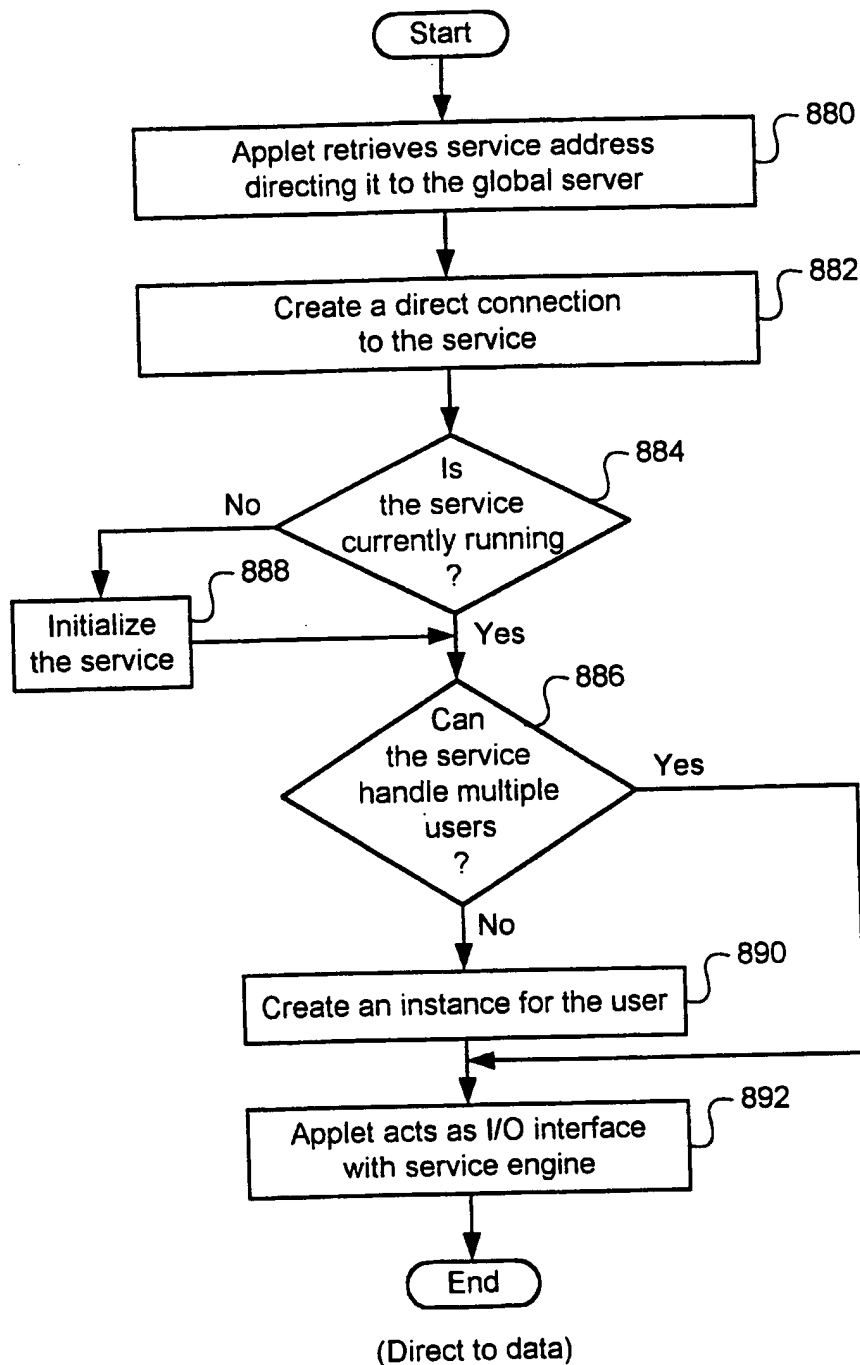 Start
880
Applet retrieves service address
directing it to the global server
882
Create a direct connection
to the service
884
Is
the service
currently running
?
No
888
Initialize
the service
Yes
886
Can
the service
handle multiple
users
?
Yes
No
890
Create an instance for the user
892
Applet acts as I/O interface
with service engine
End
(Direct to data)